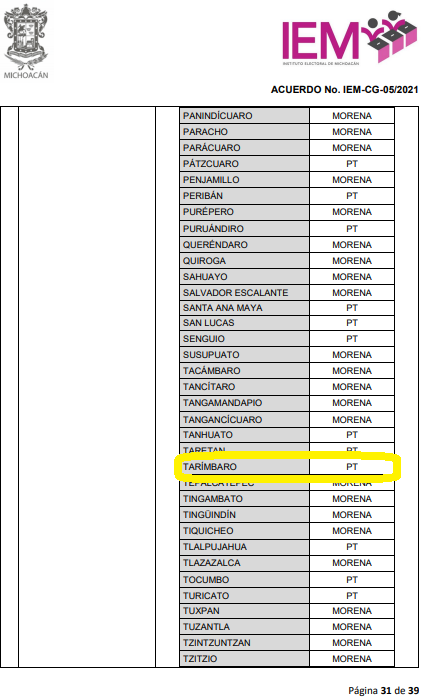 IEM
INSTITUTO ELECTORAL DE MICHOACÁN
MICHOACÁN
ACUERDO No. IEM-CG-05/2021
PANINDÍCUARO MORENA
PARACHO MORENA
PARÁCUARO MORENA
PÁTZCUARO PT
PENJAMILLO MORENA
PERIBÁN PT
PURÉPERO MORENA
PURUÁNDIRO PT
QUERÉNDARO MORENA
QUIROGA MORENA
SAHUAYO MORENA
SALVADOR ESCALANTE MORENA
SANTA ANA MAYA PT
SAN LUCAS PT
SENGUIO PT
SUSUPUATO MORENA
TACÁMBARO MORENA
TANCÍTARO MORENA
TANGAMANDAPIO MORENA
TANGANCÍCUARO MORENA
TANHUATO PT
TARETAN PT
TARÍMBARO PT
TEPALCATEPEC MORENA
TINGAMBATO MORENA
TINGÜINDÍN MORENA
TIQUICHEO MORENA
TLALPUJAHUA PT
TLAZAZALCA MORENA
TOCUMBO PT
TURICATO PT
TUXPAN MORENA
TUZANTLA MORENA
TZINTZUNTZAN MORENA
TZITZIO MORENA
Página 31 de 39